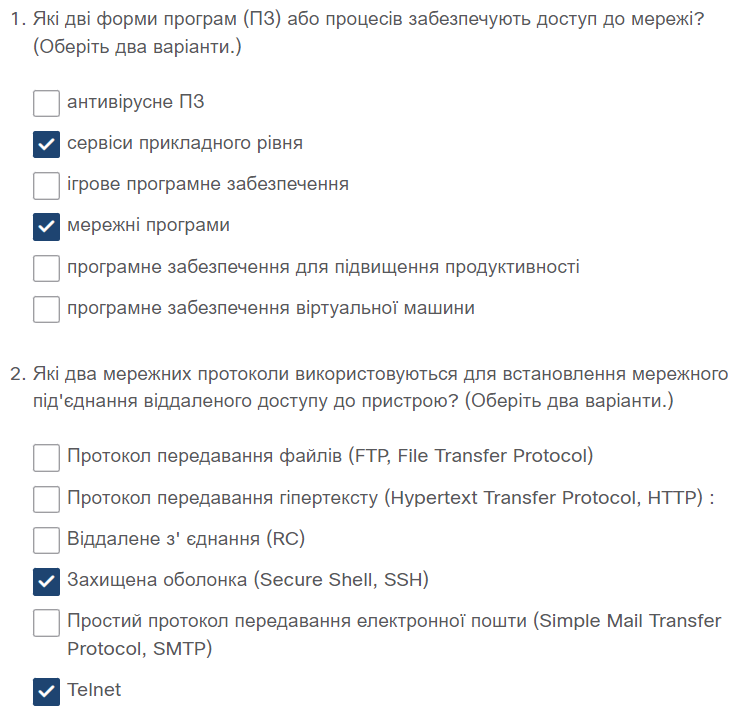 1. Які дві форми програм (ПЗ) або процесів забезпечують доступ до мережі?
(Оберіть два варіанти.)
антивірусне ПЗ
сервіси прикладного рівня
ігрове програмне забезпечення
мережні програми
програмне забезпечення для підвищення продуктивності
програмне забезпечення віртуальної машини
2. Які два мережних протоколи використовуються для встановлення мережного
під'єднання віддаленого доступу до пристрою? (Оберіть два варіанти.)
Протокол передавання файлів (FTP, File Transfer Protocol)
Протокол передавання гіпертексту (Hypertext Transfer Protocol, HTTP) :
Віддалене з' єднання (RC)
Захищена оболонка (Secure Shell, SSH)
Простий протокол передавання електронної пошти (Simple Mail Transfer
Protocol, SMTP)
Telnet